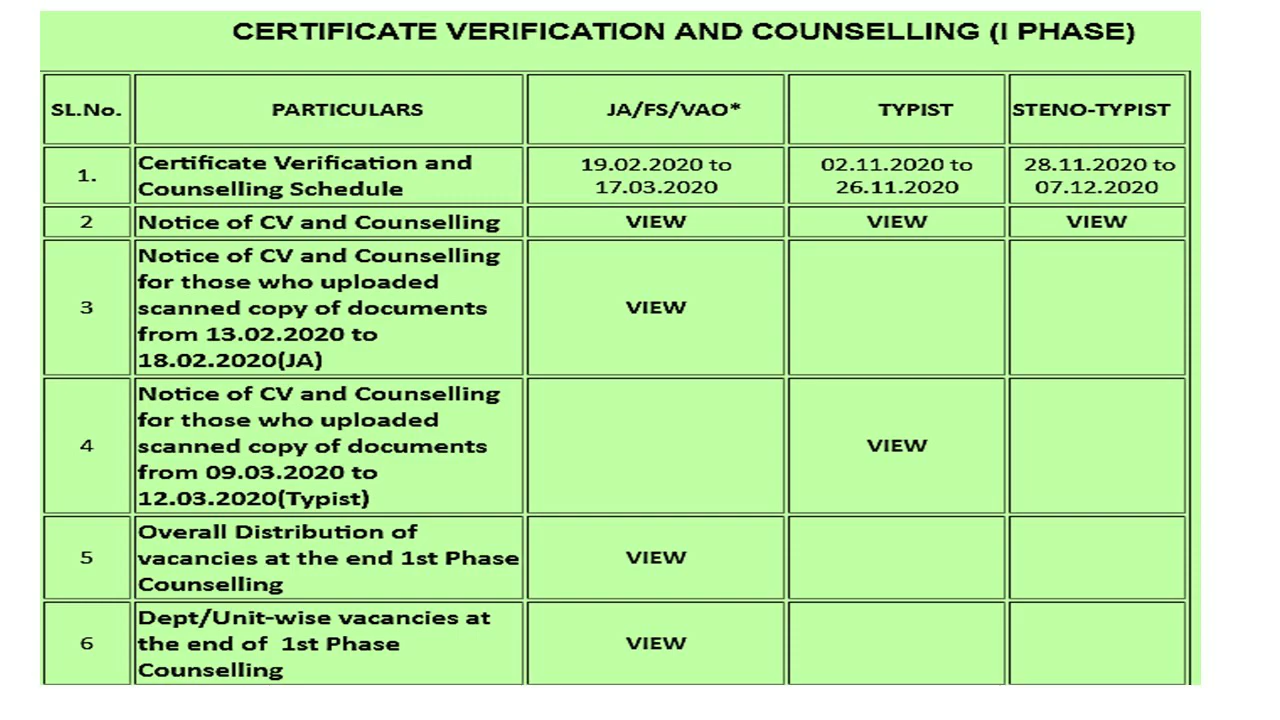 CERTIFICATE VERIFICATION AND COUNSELLING (I PHASE)
SL.No. PARTICULARS JA/FS/VAO* TYPIST STENO-TYPIST
1. Certificate Verification and Counselling Schedule 19.02.2020 to 17.03.2020 02.11.2020 to 26.11.2020 28.11.2020 to 07.12.2020
2 Notice of CV and Counselling VIEW VIEW VIEW
3 Notice of CV and Counselling
for those who uploaded
scanned copy of documents
from 13.02.2020 to
18.02.2020(JA) VIEW
4 Notice of CV and Counselling
for those who uploaded
scanned copy of documents
from 09.03.2020 to
12.03.2020(Typist) VIEW
5 Overall Distribution of
vacancies at the end 1st Phase
Counselling VIEW
6 Dept/Unit-wise vacancies at
the end of 1st Phase
Counselling VIEW